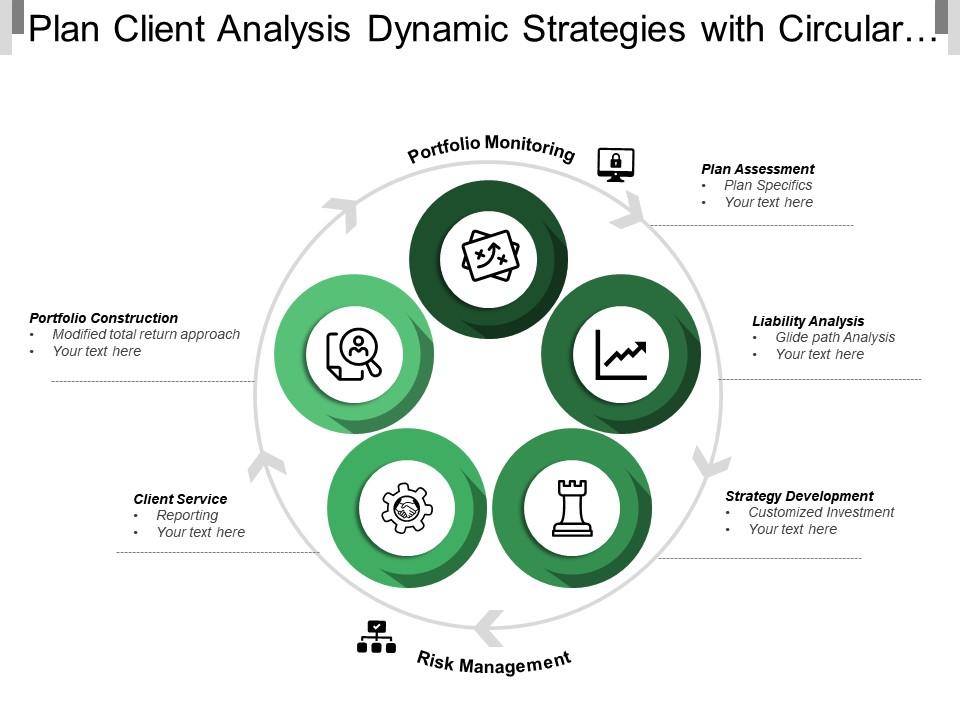 Plan Client Analysis Dynamic Strategies with Circular…
Portfolio Monitoring
Plan Assessment
• Plan Specifics
• Your text here
Liability Analysis
• Glide path Analysis
• Your text here
Strategy Development
• Customized Investment
• Your text here
Risk Management
Client Service
• Reporting
• Your text here
Portfolio Construction
• Modified total return approach
• Your text here